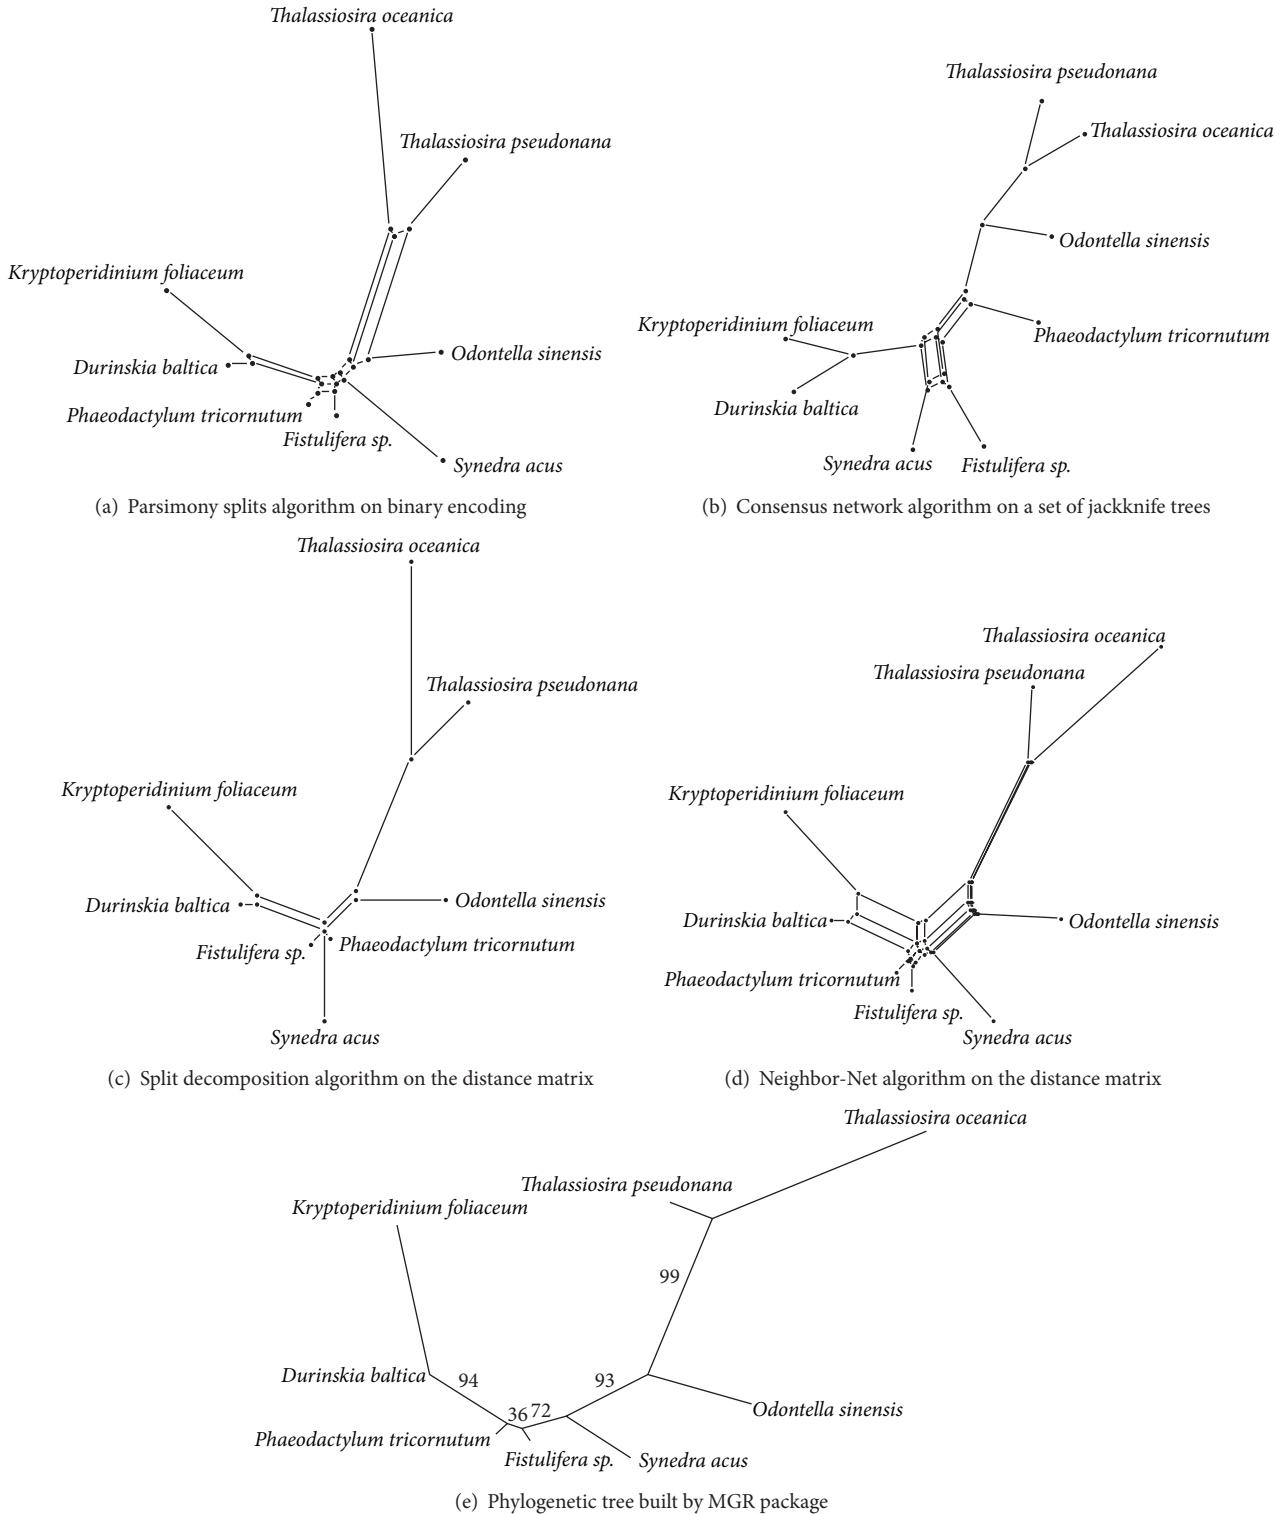 Thalassiosira oceanica
Thalassiosira pseudonana
Kryptoperidinium foliaceum
Durinskia baltica
Odontella sinensis
Phaeodactylum tricornutum
Fistulifera sp.
Synedra acus
(a) Parsimony splits algorithm on binary encoding
Thalassiosira pseudonana
Thalassiosira oceanica
Odontella sinensis
Kryptoperidinium foliaceum
Phaeodactylum tricornutum
Durinskia baltica
Synedra acus
Fistulifera sp.
(b) Consensus network algorithm on a set of jackknife trees
Thalassiosira oceanica
Thalassiosira pseudonana
Kryptoperidinium foliaceum
Durinskia baltica
Odontella sinensis
Fistulifera sp.
Phaeodactylum tricornutum
Synedra acus
(c) Split decomposition algorithm on the distance matrix
Thalassiosira oceanica
Thalassiosira pseudonana
Kryptoperidinium foliaceum
Durinskia baltica
Odontella sinensis
Phaeodactylum tricornutum
Fistulifera sp.
Synedra acus
(d) Neighbor-Net algorithm on the distance matrix
Thalassiosira oceanica
Thalassiosira pseudonana
Kryptoperidinium foliaceum
99
Durinskia baltica
94
93
36
72
Odontella sinensis
Phaeodactylum tricornutum
Fistulifera sp.
Synedra acus
(e) Phylogenetic tree built by MGR package